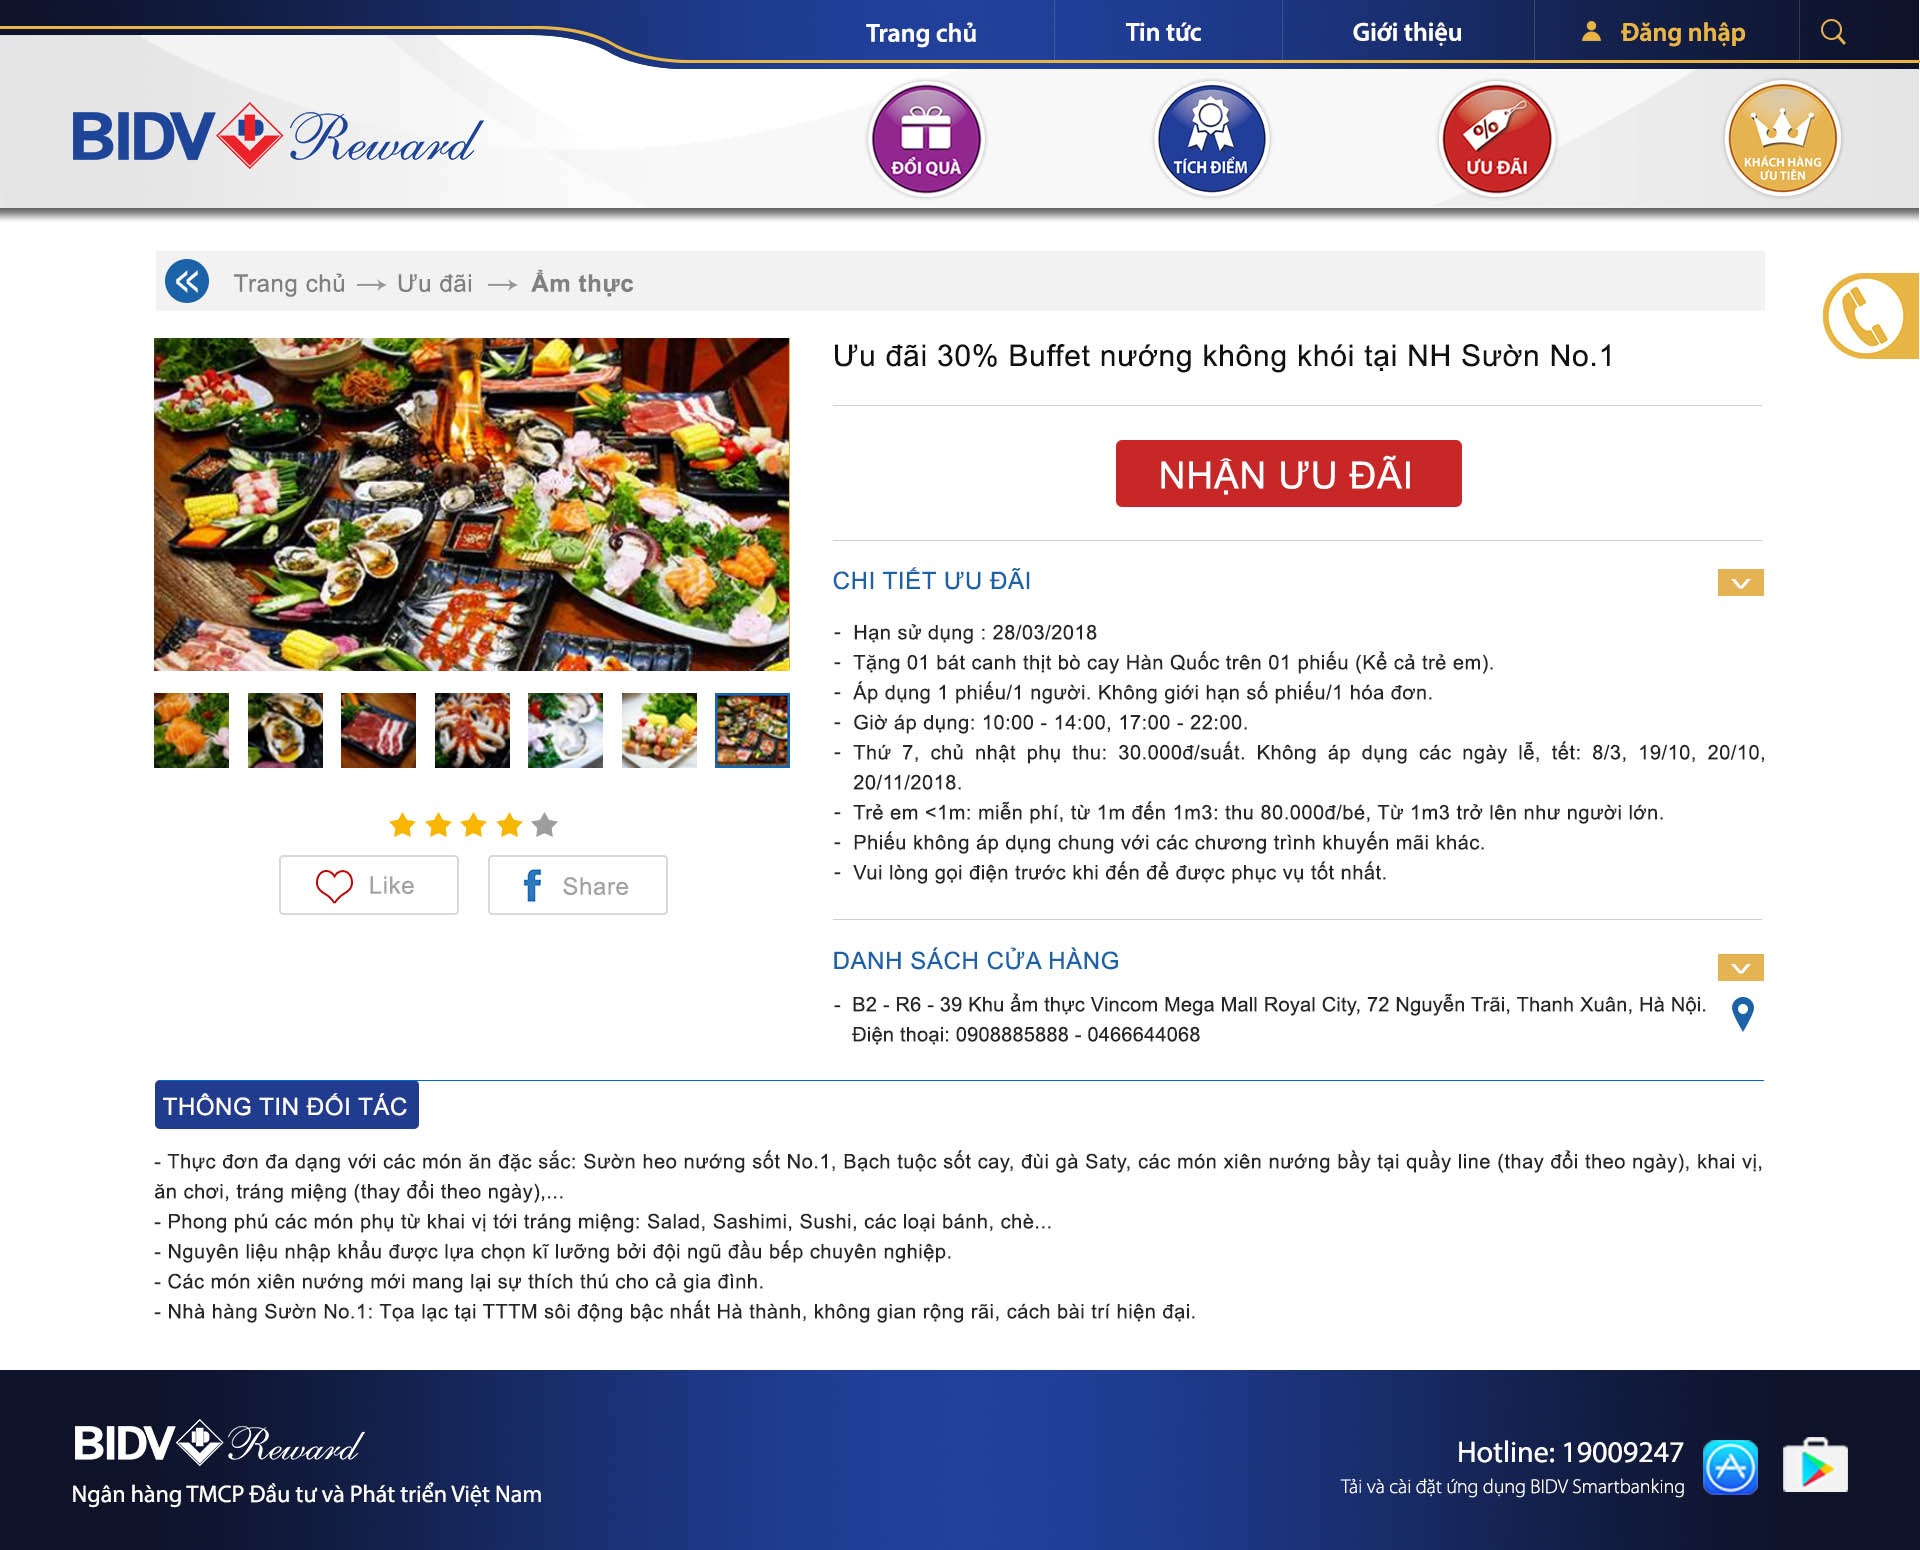 Trang chủ
Tin tức
Giới thiệu
Đăng nhập
BIDV Reward
ĐỔI QUÀ
TÍCH ĐIỂM
%
ƯU ĐÃI
KHÁCH HÀNG
ƯU TIÊN
Trang chủ → Ưu đãi → Ẩm thực
Ưu đãi 30% Buffet nướng không khói tại NH Sườn No.1
NHẬN ƯU ĐÃI
CHI TIẾT ƯU ĐÃI
- Hạn sử dụng : 28/03/2018
- Tặng 01 bát canh thịt bò cay Hàn Quốc trên 01 phiếu (Kể cả trẻ em).
- Áp dụng 1 phiếu/1 người. Không giới hạn số phiếu/1 hóa đơn.
- Giờ áp dụng: 10:00 - 14:00, 17:00 - 22:00.
- Thứ 7, chủ nhật phụ thu: 30.000đ/suất. Không áp dụng các ngày lễ, tết: 8/3, 19/10, 20/10,
20/11/2018.
- Trẻ em <1m: miễn phí, từ 1m đến 1m3: thu 80.000đ/bé, Từ 1m3 trở lên như người lớn.
- Phiếu không áp dụng chung với các chương trình khuyến mãi khác.
- Vui lòng gọi điện trước khi đến để được phục vụ tốt nhất.
Like
f Share
DANH SÁCH CỬA HÀNG
- B2 - R6 - 39 Khu ẩm thực Vincom Mega Mall Royal City, 72 Nguyễn Trãi, Thanh Xuân, Hà Nội.
Điện thoại: 0908885888 - 0466644068
THÔNG TIN ĐỐI TÁC
- Thực đơn đa dạng với các món ăn đặc sắc: Sườn heo nướng sốt No.1, Bạch tuộc sốt cay, đùi gà Saty, các món xiên nướng bầy tại quầy line (thay đổi theo ngày), khai vị,
ăn chơi, tráng miệng (thay đổi theo ngày),...
- Phong phú các món phụ từ khai vị tới tráng miệng: Salad, Sashimi, Sushi, các loại bánh, chè...
- Nguyên liệu nhập khẩu được lựa chọn kĩ lưỡng bởi đội ngũ đầu bếp chuyên nghiệp.
- Các món xiên nướng mới mang lại sự thích thú cho cả gia đình.
- Nhà hàng Sườn No.1: Tọa lạc tại TTTM sôi động bậc nhất Hà thành, không gian rộng rãi, cách bài trí hiện đại.
BIDV Reward
Ngân hàng TMCP Đầu tư và Phát triển Việt Nam
Hotline: 19009247
Tải và cài đặt ứng dụng BIDV Smartbanking